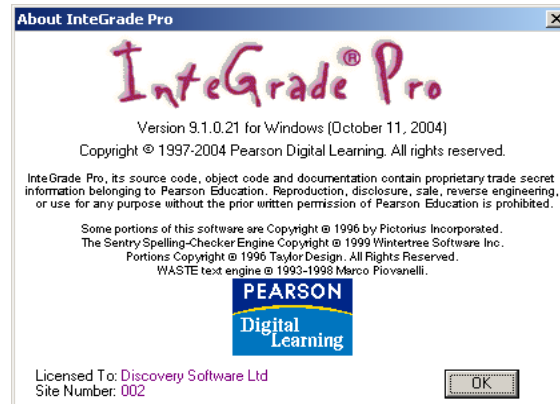 About InteGrade Pro
InteGrade® Pro
Version 9.1.0.21 for Windows (October 11, 2004)
Copyright © 1997-2004 Pearson Digital Learning. All rights reserved.
InteGrade Pro, its source code, object code and documentation contain proprietary trade secret
information belonging to Pearson Education. Reproduction, disclosure, sale, reverse engineering,
or use for any purpose without the prior written permission of Pearson Education is prohibited.
Some portions of this software are Copyright © 1996 by Pictorius Incorporated.
The Sentry Spelling-Checker Engine Copyright © 1999 Wintertree Software Inc.
Portions Copyright © 1996 Taylor Design. All Rights Reserved.
WASTE text engine © 1993-1998 Marco Piovanelli.
PEARSON
Digital
Learning
Licensed To: Discovery Software Ltd
Site Number: 002
OK